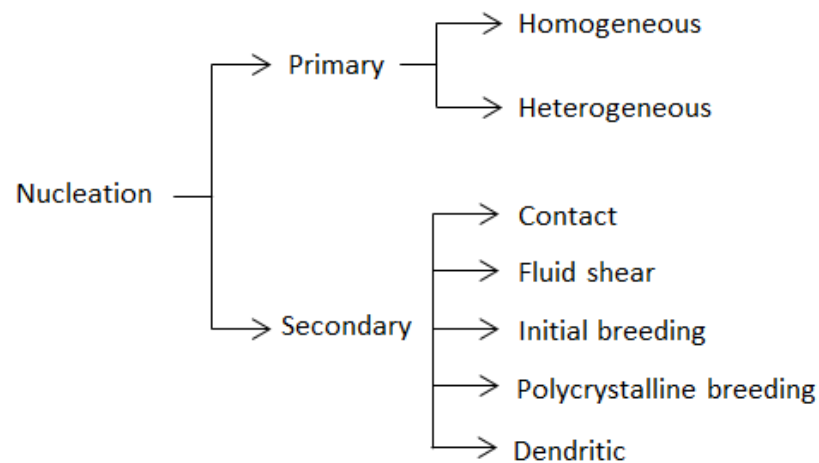 Nucleation
Primary
Homogeneous
Heterogeneous
Secondary
Contact
Fluid shear
Initial breeding
Polycrystalline breeding
Dendritic